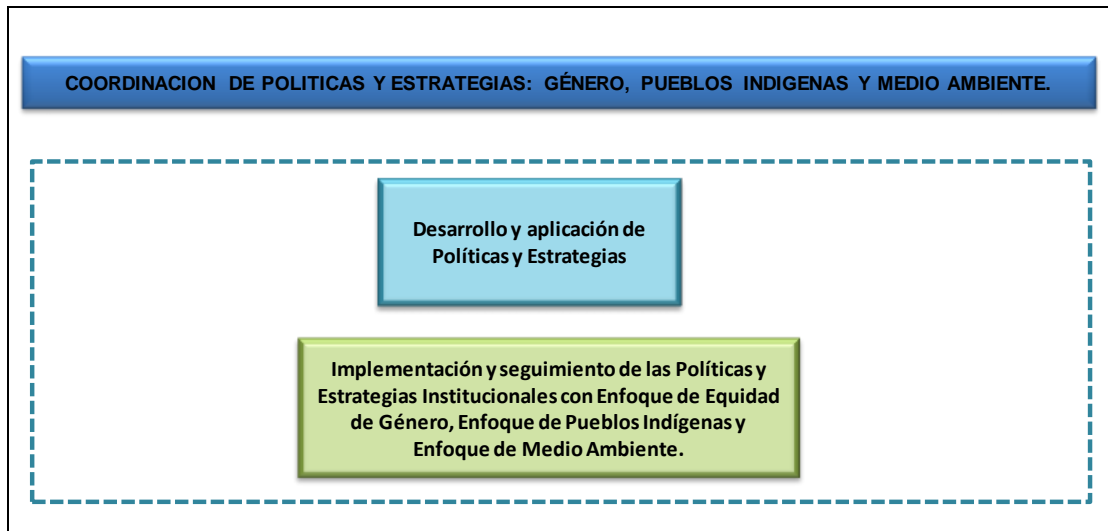 COORDINACION DE POLITICAS Y ESTRATEGIAS: GÉNERO, PUEBLOS INDIGENAS Y MEDIO AMBIENTE.
Desarrollo y aplicación de
Políticas y Estrategias
Implementación y seguimiento de las Políticas y
Estrategias Institucionales con Enfoque de Equidad
de Género, Enfoque de Pueblos Indígenas y
Enfoque de Medio Ambiente.